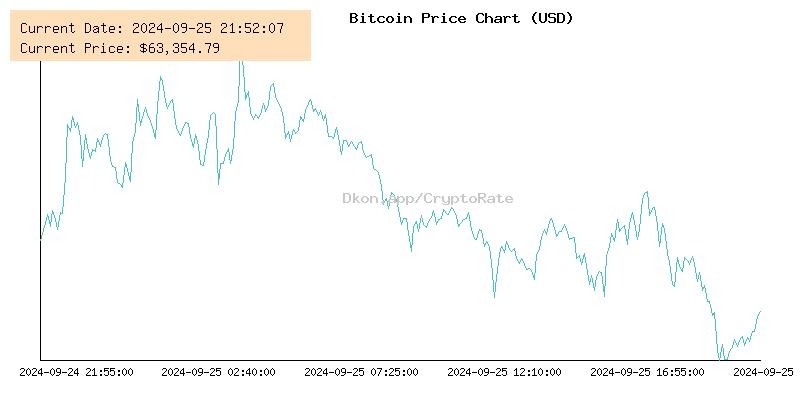 Bitcoin Price Chart (USD)
Current Date: 2024-09-25 21:52:07
Current Price: $63,354.79
Dkon.app/CryptoRate
2024-09-24 21:55:00 2024-09-25 02:40:00 2024-09-25 07:25:00 2024-09-25 12:10:00 2024-09-25 16:55:00 2024-09-25